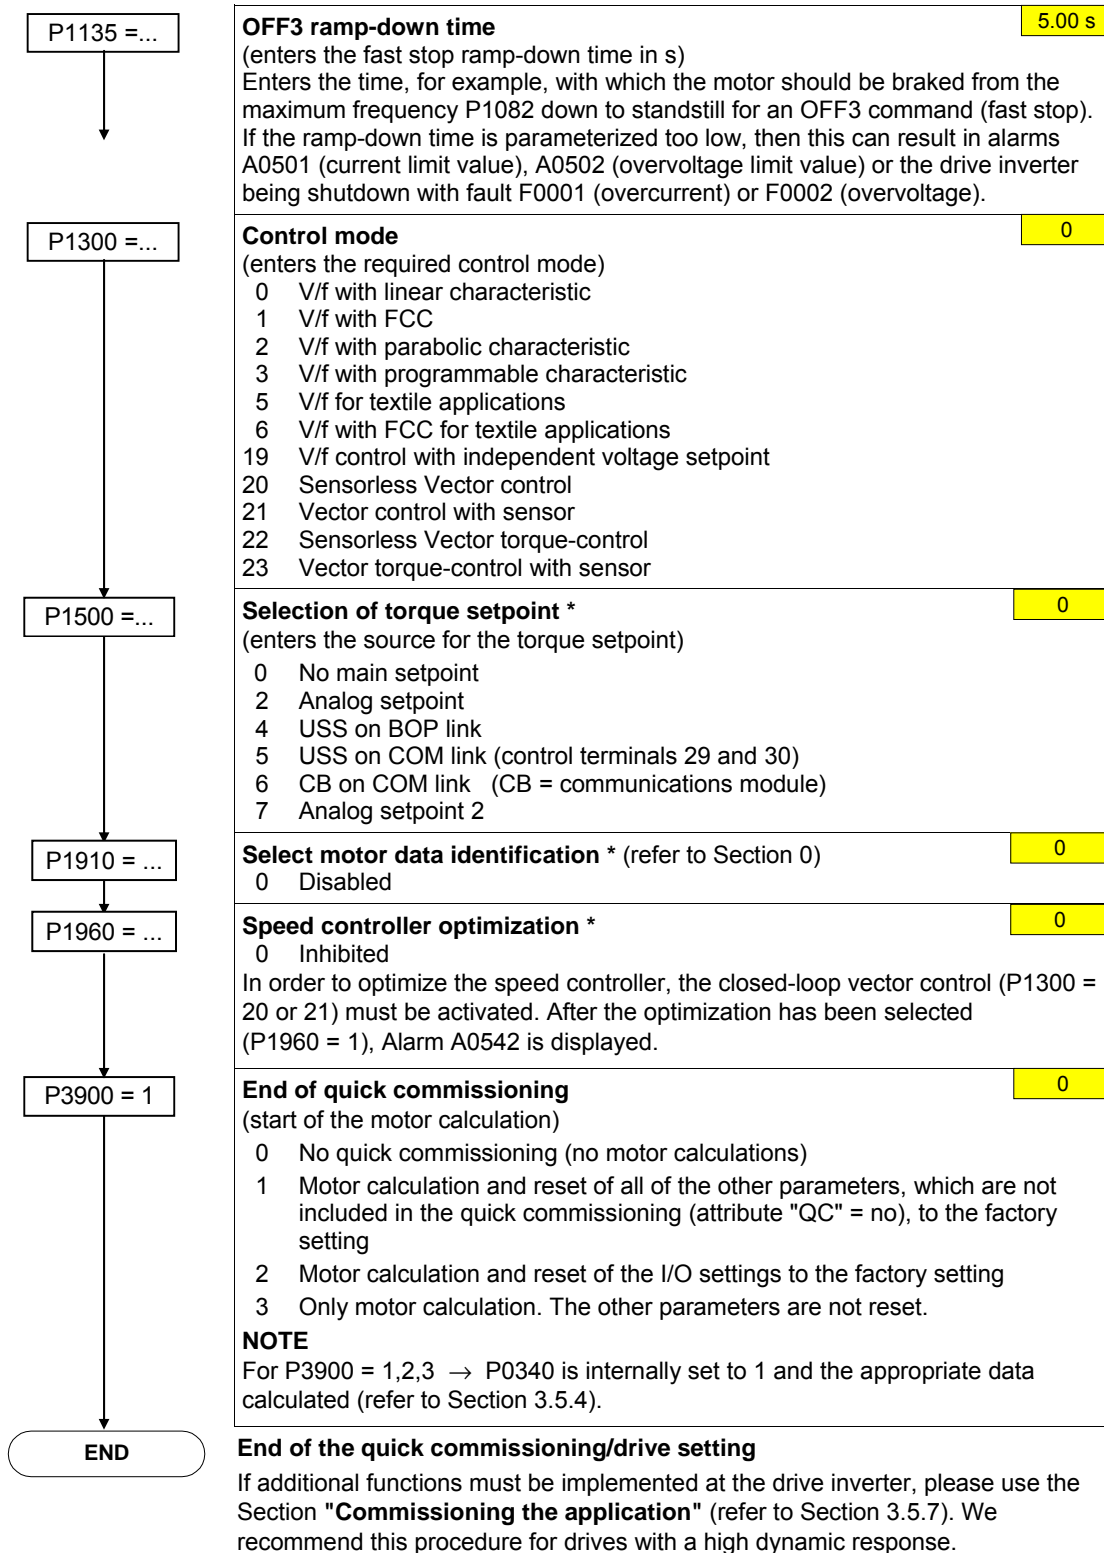 P1135 =...
OFF3 ramp-down time
5.00 s
(enters the fast stop ramp-down time in s)
Enters the time, for example, with which the motor should be braked from the
maximum frequency P1082 down to standstill for an OFF3 command (fast stop).
If the ramp-down time is parameterized too low, then this can result in alarms
A0501 (current limit value), A0502 (overvoltage limit value) or the drive inverter
being shutdown with fault F0001 (overcurrent) or F0002 (overvoltage).
P1300 =...
Control mode
0
(enters the required control mode)
0 V/f with linear characteristic
1 V/f with FCC
2 V/f with parabolic characteristic
3 V/f with programmable characteristic
5 V/f for textile applications
6 V/f with FCC for textile applications
19 V/f control with independent voltage setpoint
20 Sensorless Vector control
21 Vector control with sensor
22 Sensorless Vector torque-control
23 Vector torque-control with sensor
P1500 =...
Selection of torque setpoint *
0
(enters the source for the torque setpoint)
0 No main setpoint
2 Analog setpoint
4 USS on BOP link
5 USS on COM link (control terminals 29 and 30)
6 CB on COM link (CB = communications module)
7 Analog setpoint 2
P1910 = ...
Select motor data identification * (refer to Section 0)
0
0 Disabled
P1960 = ...
Speed controller optimization *
0
0 Inhibited
In order to optimize the speed controller, the closed-loop vector control (P1300 =
20 or 21) must be activated. After the optimization has been selected
(P1960 = 1), Alarm A0542 is displayed.
P3900 = 1
End of quick commissioning
0
(start of the motor calculation)
0 No quick commissioning (no motor calculations)
1 Motor calculation and reset of all of the other parameters, which are not
included in the quick commissioning (attribute "QC" = no), to the factory
setting
2 Motor calculation and reset of the I/O settings to the factory setting
3 Only motor calculation. The other parameters are not reset.
NOTE
For P3900 = 1,2,3 → P0340 is internally set to 1 and the appropriate data
calculated (refer to Section 3.5.4).
END
End of the quick commissioning/drive setting
If additional functions must be implemented at the drive inverter, please use the
Section "Commissioning the application" (refer to Section 3.5.7). We
recommend this procedure for drives with a high dynamic response.